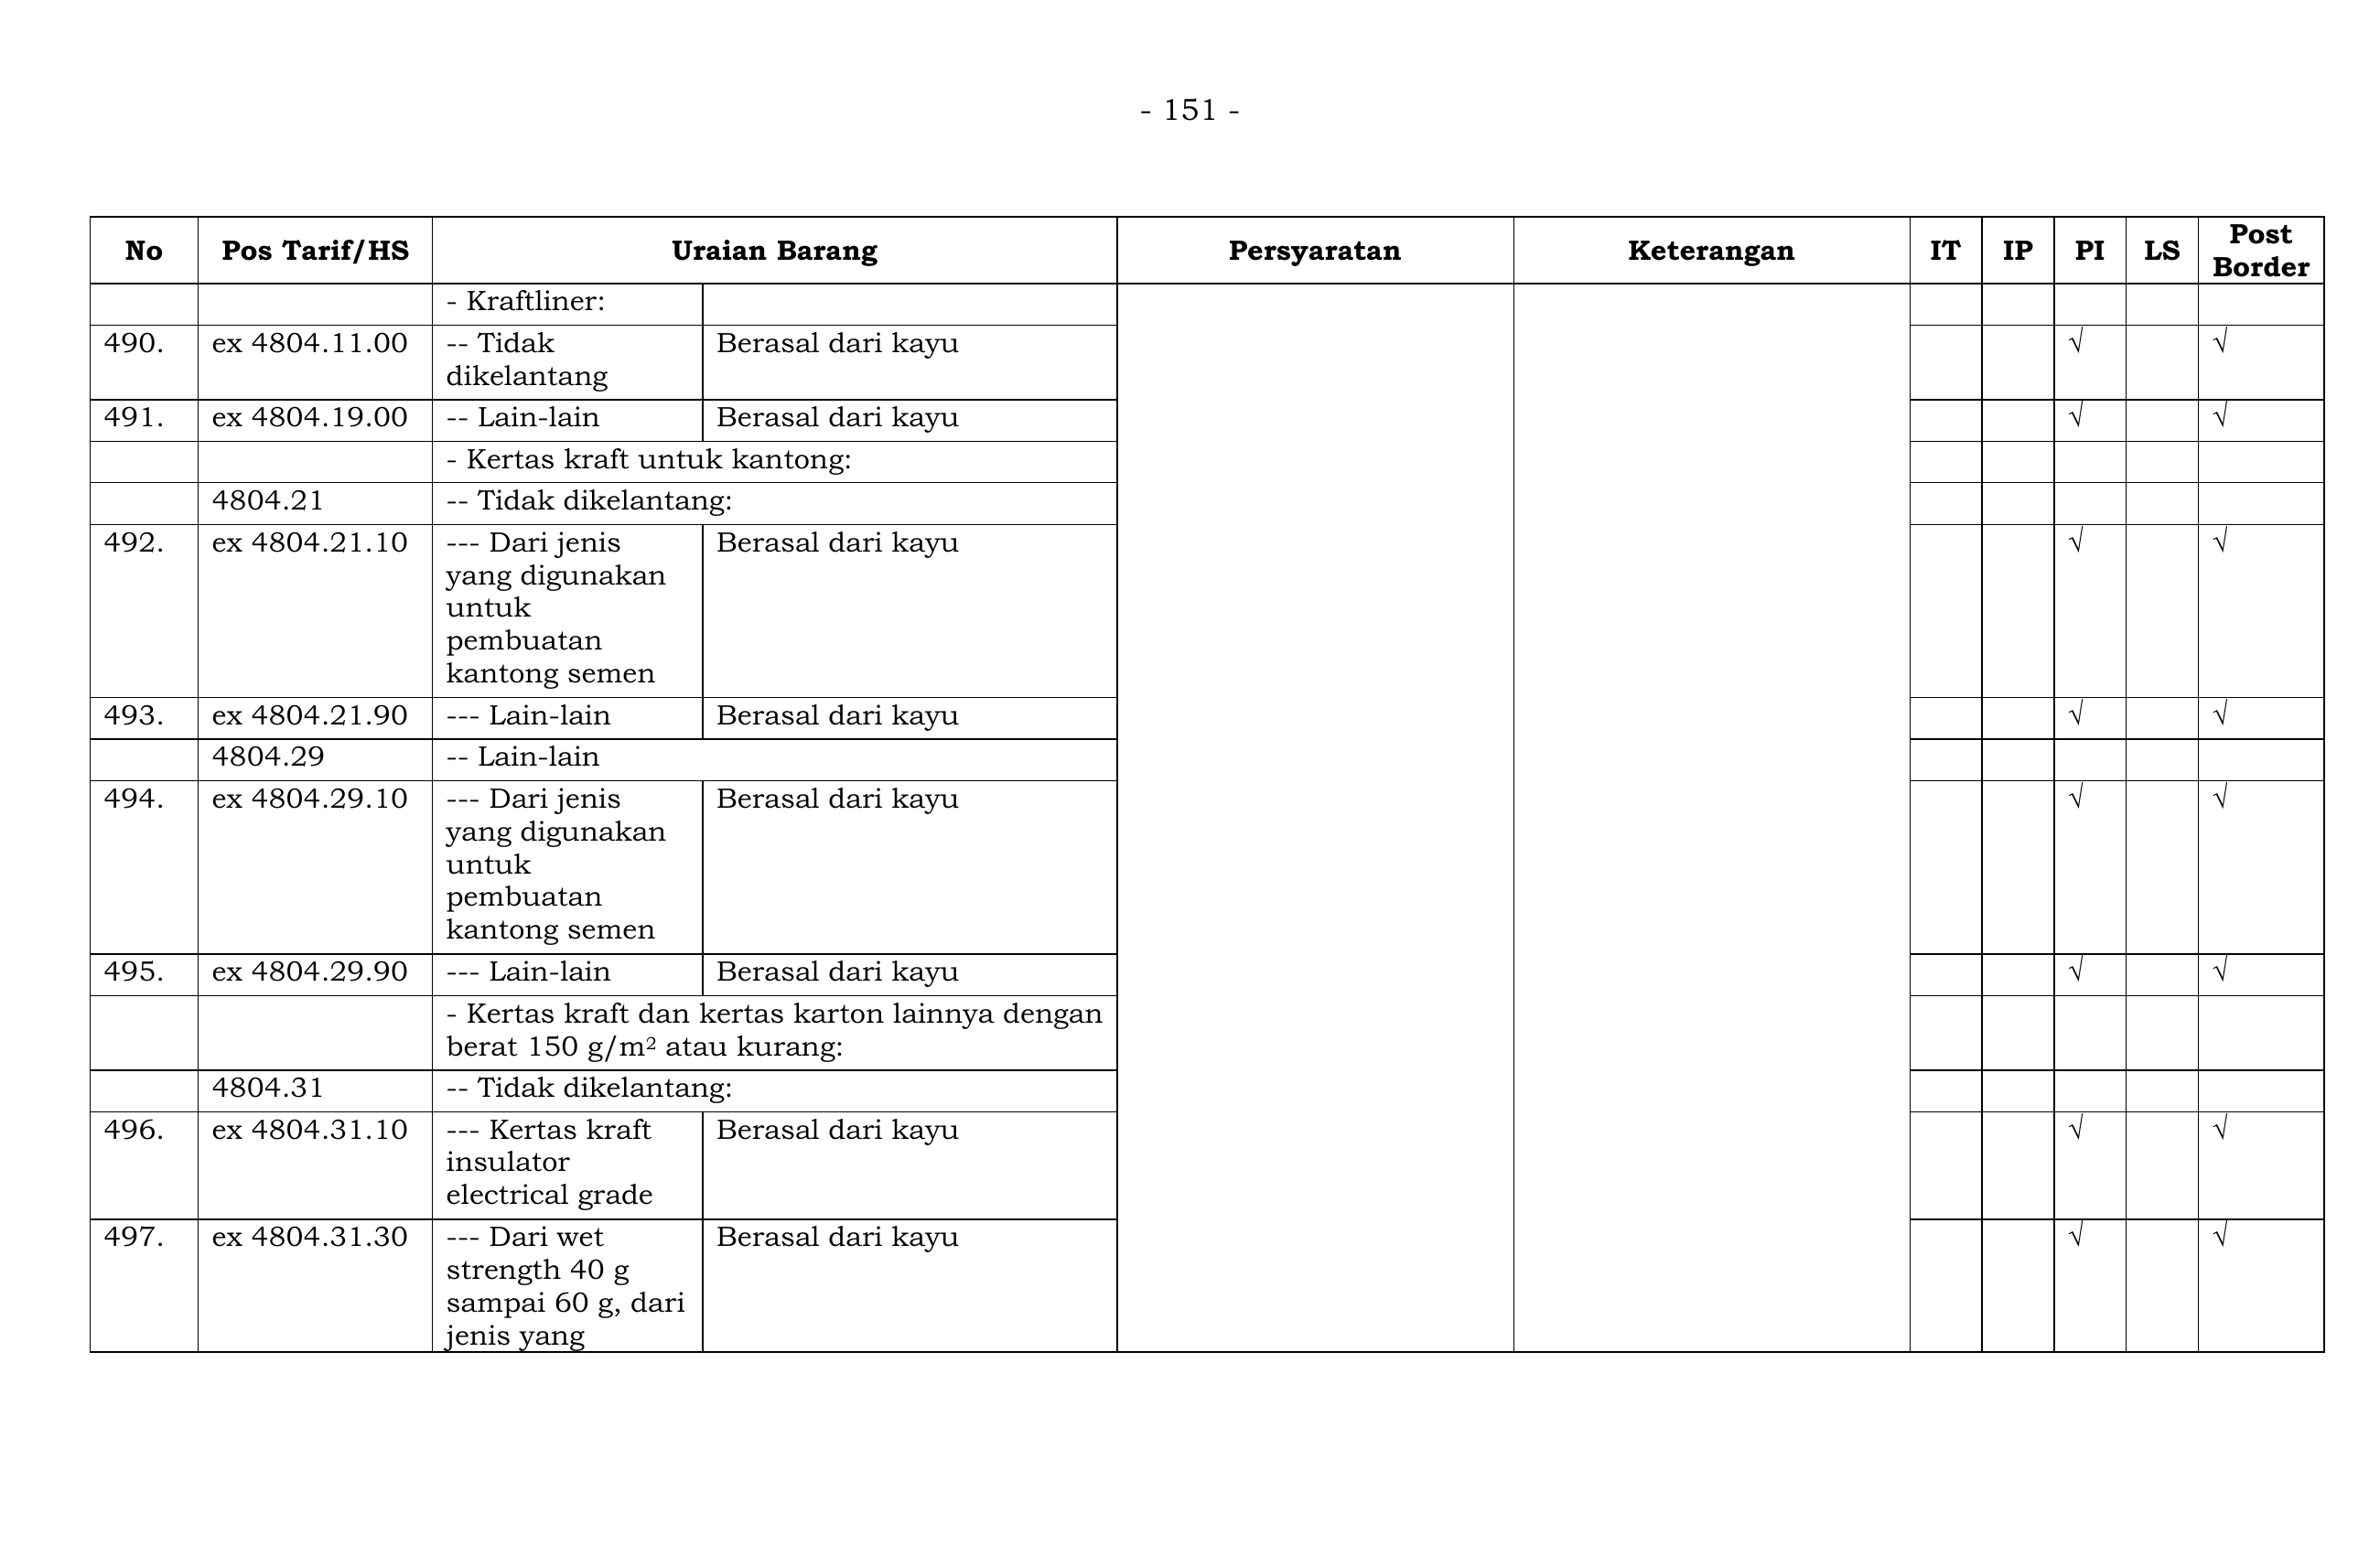 - 151 -
No Pos Tarif/HS Uraian Barang Persyaratan Keterangan IT IP PI LS Post Border
- Kraftliner:
490. ex 4804.11.00 -- Tidak Berasal dari kayu √ √
dikelantang
491. ex 4804.19.00 -- Lain-lain Berasal dari kayu √ √
- Kertas kraft untuk kantong:
4804.21 -- Tidak dikelantang:
492. ex 4804.21.10 --- Dari jenis Berasal dari kayu √ √
yang digunakan
untuk
pembuatan
kantong semen
493. ex 4804.21.90 --- Lain-lain Berasal dari kayu √ √
4804.29 -- Lain-lain
494. ex 4804.29.10 --- Dari jenis Berasal dari kayu √ √
yang digunakan
untuk
pembuatan
kantong semen
495. ex 4804.29.90 --- Lain-lain Berasal dari kayu √ √
- Kertas kraft dan kertas karton lainnya dengan
berat 150 g/m² atau kurang:
4804.31 -- Tidak dikelantang:
496. ex 4804.31.10 --- Kertas kraft Berasal dari kayu √ √
insulator
electrical grade
497. ex 4804.31.30 --- Dari wet Berasal dari kayu √ √
strength 40 g
sampai 60 g, dari
jenis yang